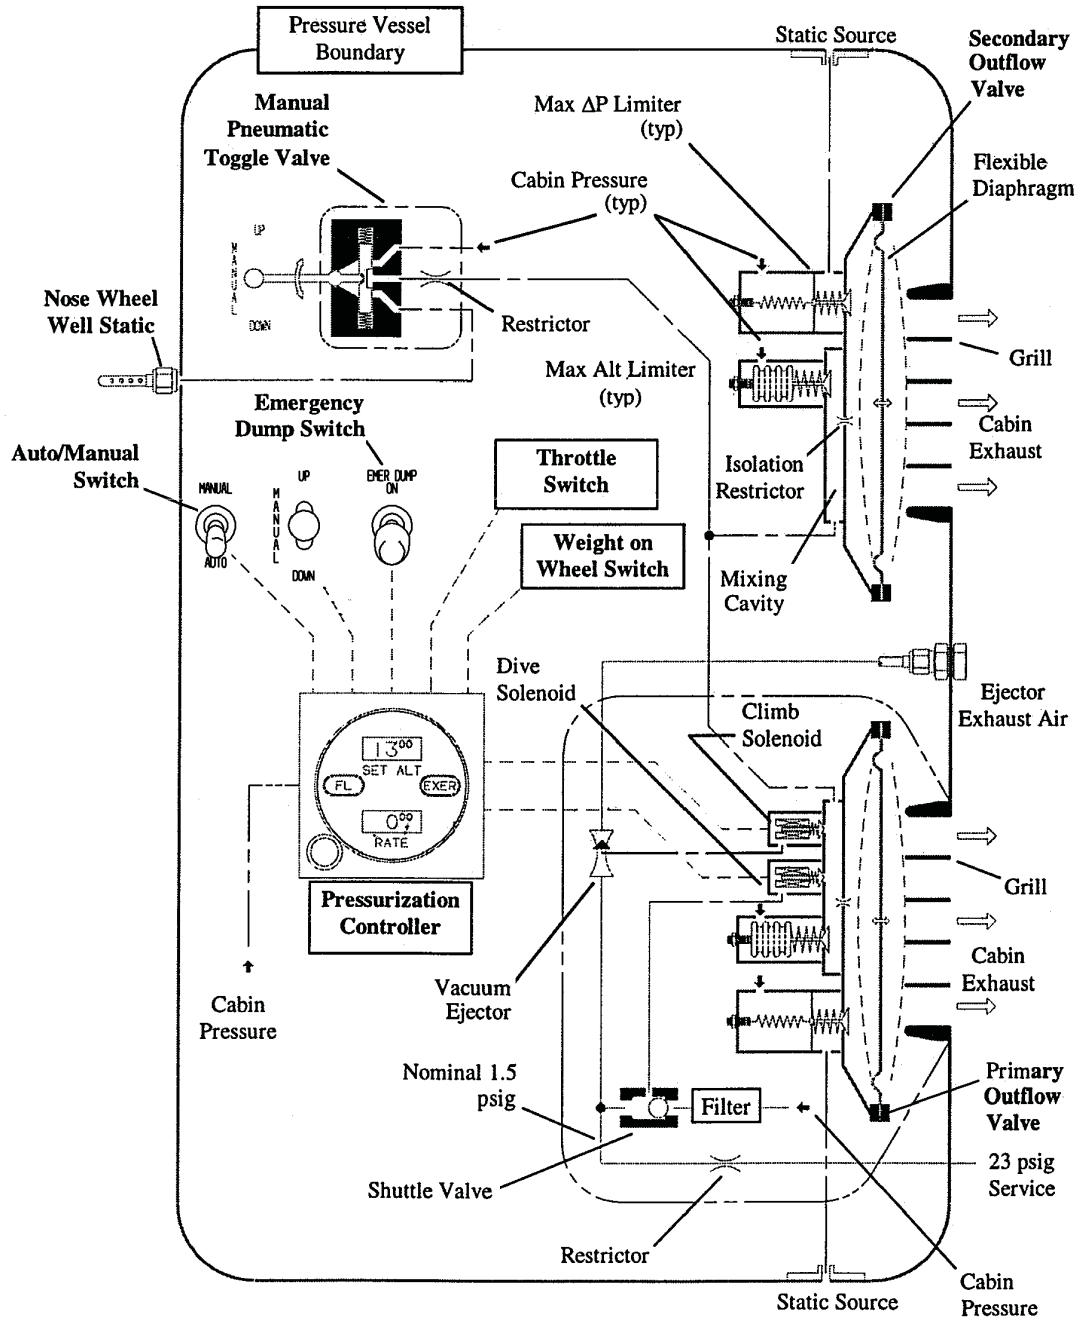 Pressure Vessel
Boundary
Static Source
Secondary
Outflow
Valve
Manual
Pneumatic
Toggle Valve
Max ΔP Limiter
(typ)
Flexible
Diaphragm
Cabin Pressure
(typ)
UP
MANUAL
DOWN
Nose Wheel
Well Static
Restrictor
Grill
Max Alt Limiter
(typ)
Emergency
Dump Switch
Cabin
Exhaust
Auto/Manual
Switch
Throttle
Switch
Isolation
Restrictor
MANUAL
AUTO
UP
MANUAL
DOWN
EMER DUMP
ON
Weight on
Wheel Switch
Mixing
Cavity
Dive
Solenoid
Ejector
Exhaust Air
Climb
Solenoid
13⁰⁰
SET ALT
FL
EXER
0⁰⁰
RATE
Grill
Pressurization
Controller
Cabin
Exhaust
Vacuum
Ejector
Cabin
Pressure
Nominal 1.5
psig
Primary
Outflow
Valve
Filter
23 psig
Service
Shuttle Valve
Restrictor
Cabin
Pressure
Static Source